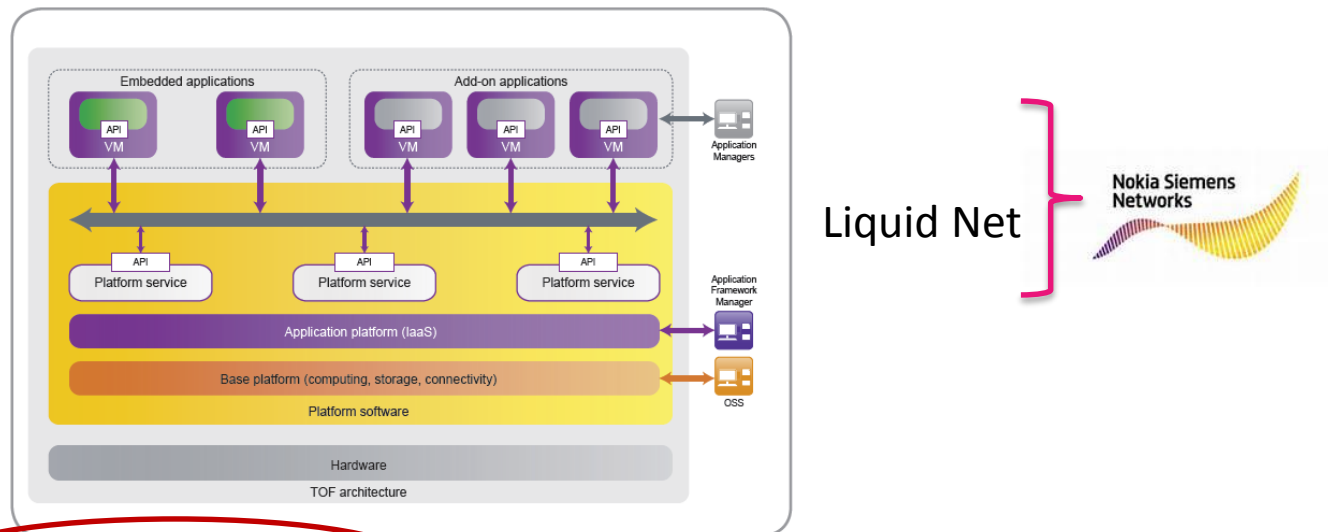 Embedded applications
Add-on applications
API
VM
API
VM
API
VM
API
VM
API
VM
Application
Managers
API
Platform service
API
Platform service
API
Platform service
Application
Framework
Manager
Application platform (IaaS)
Base platform (computing, storage, connectivity)
OSS
Platform software
Hardware
TOF architecture
Liquid Net
Nokia Siemens
Networks